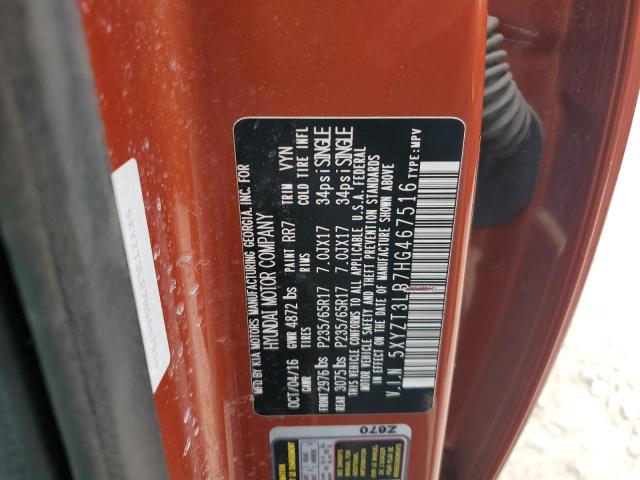 MFD.BY KIA MOTORS MANUFACTURING GEORGIA, INC. FOR
HYUNDAI MOTOR COMPANY
OCT/04/16 GVWR 4872 lbs PAINT RR7 TRIM VYN
GAWR TIRES RIMS COLD TIRE INFL
FRONT 2976 lbs P235/65R17 7.0JX17 34psi SINGLE
REAR 3075 lbs P235/65R17 7.0JX17 34psi SINGLE
THIS VEHICLE CONFORMS TO ALL APPLICABLE U.S.A. FEDERAL
MOTOR VEHICLE SAFETY AND THEFT PREVENTION STANDARDS
IN EFFECT ON THE DATE OF MANUFACTURE SHOWN ABOVE
V.I.N 5XYZT3LB7HG467516 TYPE: MPV
Z670